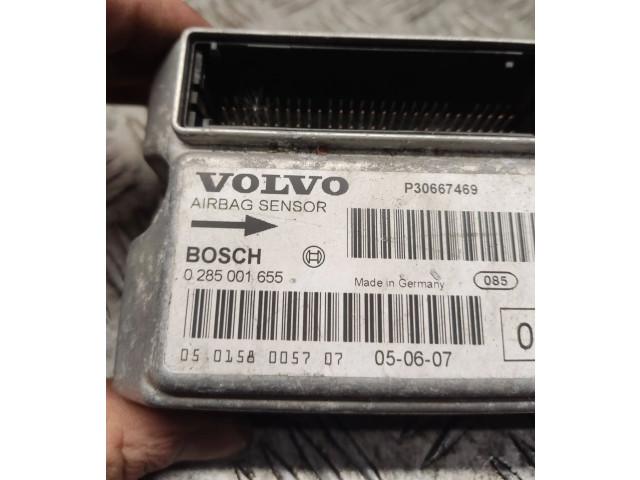 VOLVO P30667469
AIRBAG SENSOR
BOSCH
0 285 001 655 Made in Germany 085
0
05 0158 0057 07 05-06-07